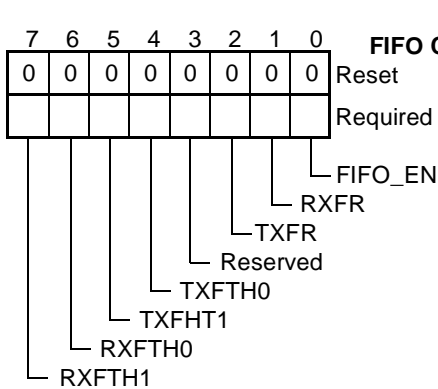 7 6 5 4 3 2 1 0 FIFO
0 0 0 0 0 0 0 0 Reset
Required
FIFO_EN
RXFR
TXFR
Reserved
TXFTH0
TXFHT1
RXFTH0
RXFTH1